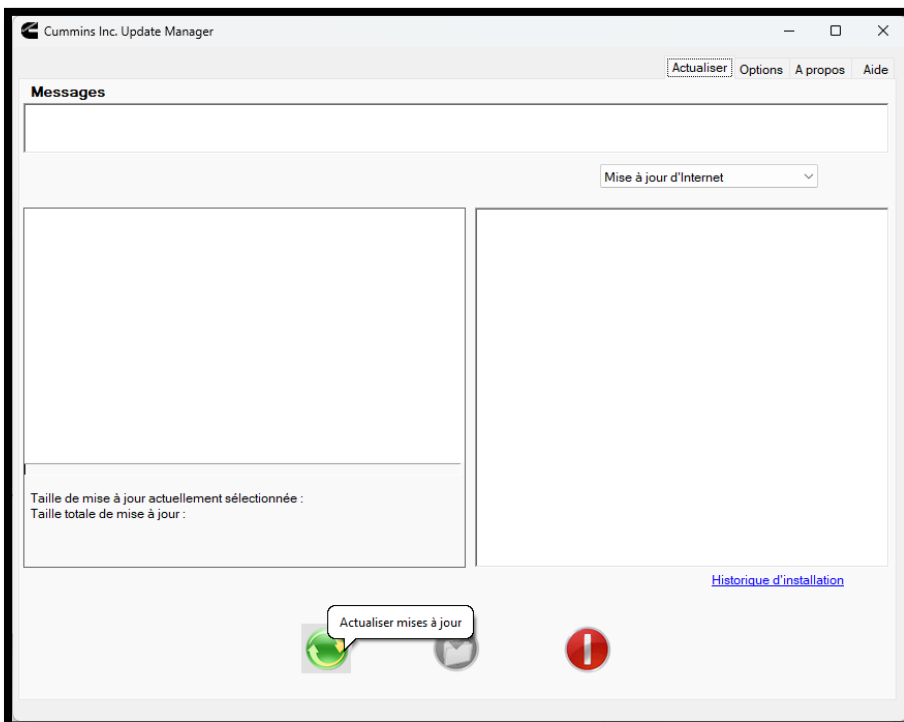 Cummins Inc. Update Manager
Actualiser Options A propos Aide
Messages
Mise à jour d'Internet
Taille de mise à jour actuellement sélectionnée :
Taille totale de mise à jour :
Historique d'installation
Actualiser mises à jour